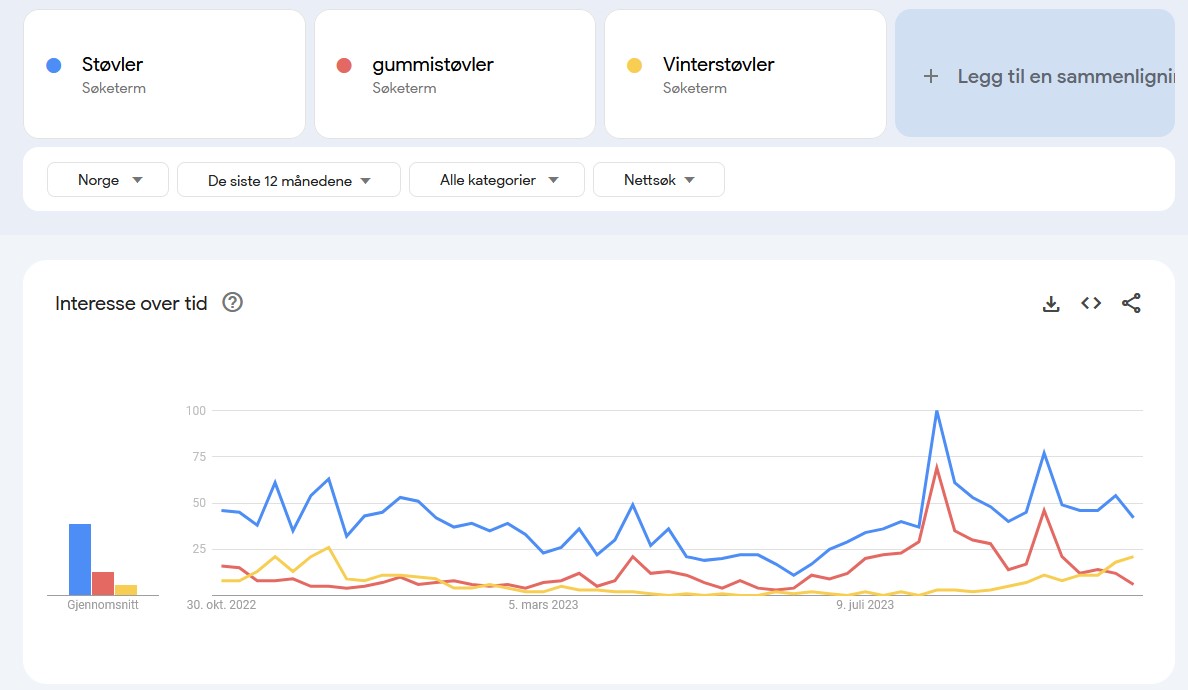 Støvler
Søketerm
gummistøvler
Søketerm
Vinterstøvler
Søketerm
+ Legg til en sammenligni
Norge
De siste 12 månedene
Alle kategorier
Nettsøk
Interesse over tid
?
100
75
50
25
Gjennomsnitt
30. okt. 2022
5. mars 2023
9. juli 2023